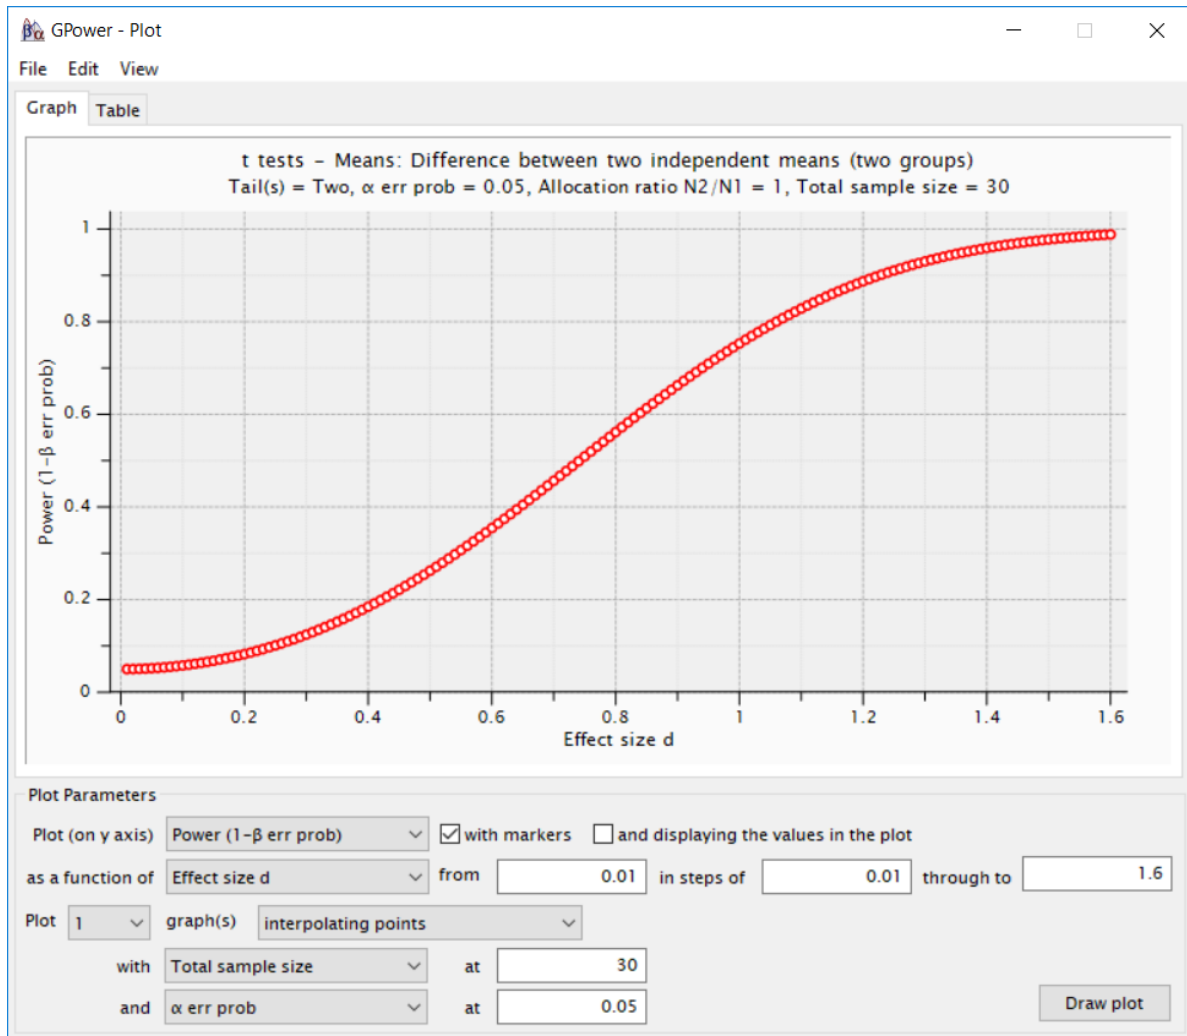 GPower - Plot
File Edit View
Graph Table
t tests - Means: Difference between two independent means (two groups)
Tail(s) = Two, α err prob = 0.05, Allocation ratio N2/N1 = 1, Total sample size = 30
Power (1-β err prob)
1
0.8
0.6
0.4
0.2
0
0 0.2 0.4 0.6 0.8 1 1.2 1.4 1.6
Effect size d
Plot Parameters
Plot (on y axis) Power (1-β err prob) with markers and displaying the values in the plot
as a function of Effect size d from 0.01 in steps of 0.01 through to 1.6
Plot 1 graph(s) interpolating points
with Total sample size at 30
and α err prob at 0.05 Draw plot